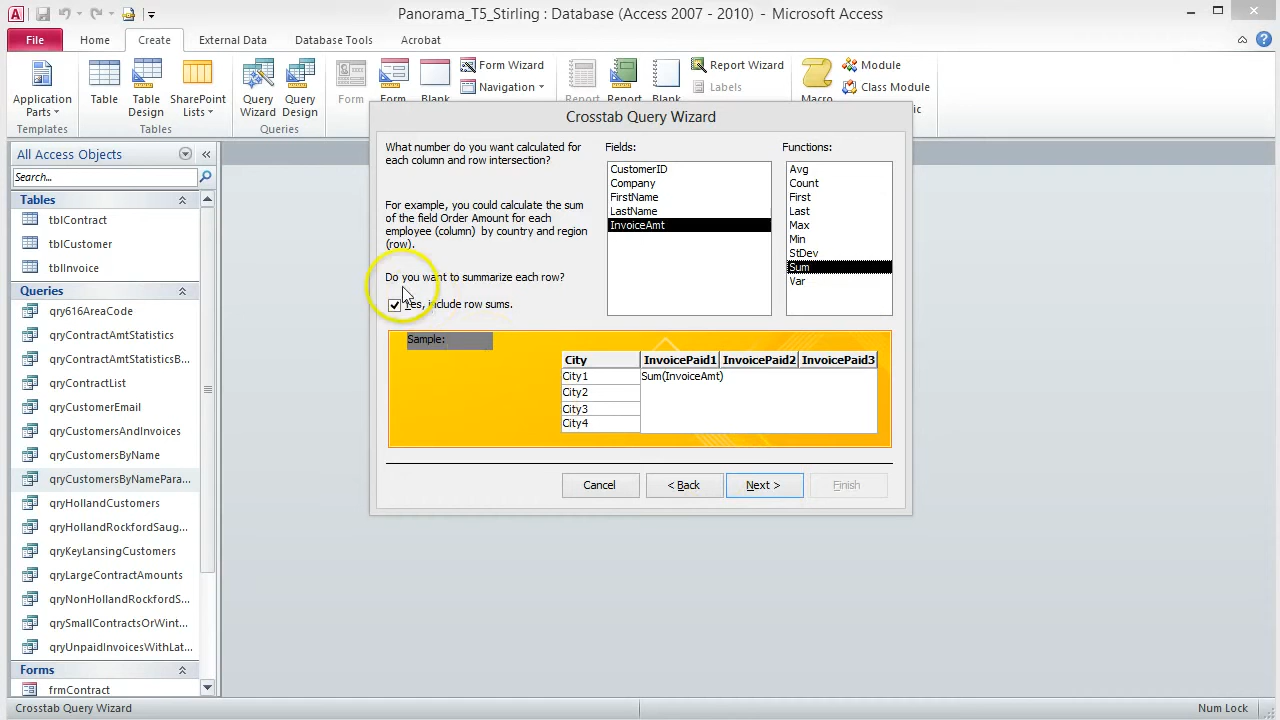 Panorama_T5_Stirling : Database (Access 2007 - 2010) - Microsoft Access
File Home Create External Data Database Tools Acrobat
Application Parts
Table
Table Design
SharePoint Lists
Query Wizard
Query Design
Form
Form
Blank
Form Wizard
Navigation
Report
Report
Blank
Report Wizard
Labels
Macro
Module
Class Module
Templates Tables Queries
All Access Objects
Search...
Tables
tblContract
tblCustomer
tblInvoice
Queries
qry616AreaCode
qryContractAmtStatistics
qryContractAmtStatisticsB...
qryContractList
qryCustomerEmail
qryCustomersAndInvoices
qryCustomersByName
qryCustomersByNamePara...
qryHollandCustomers
qryHollandRockfordSaug...
qryKeyLansingCustomers
qryLargeContractAmounts
qryNonHollandRockfordS...
qrySmallContractsOrWint...
qryUnpaidInvoicesWithLat...
Forms
frmContract
Crosstab Query Wizard
What number do you want calculated for
each column and row intersection?
For example, you could calculate the
sum of the field Order Amount for each
employee (column) by country and region
(row).
Do you want to summarize each row?
Yes, include row sums.
Fields:
CustomerID
Company
FirstName
LastName
InvoiceAmt
Functions:
Avg
Count
First
Last
Max
Min
StDev
Sum
Var
Sample:
City InvoicePaid1 InvoicePaid2 InvoicePaid3
City1 Sum(InvoiceAmt)
City2
City3
City4
Cancel < Back Next > Finish
Crosstab Query Wizard Num Lock